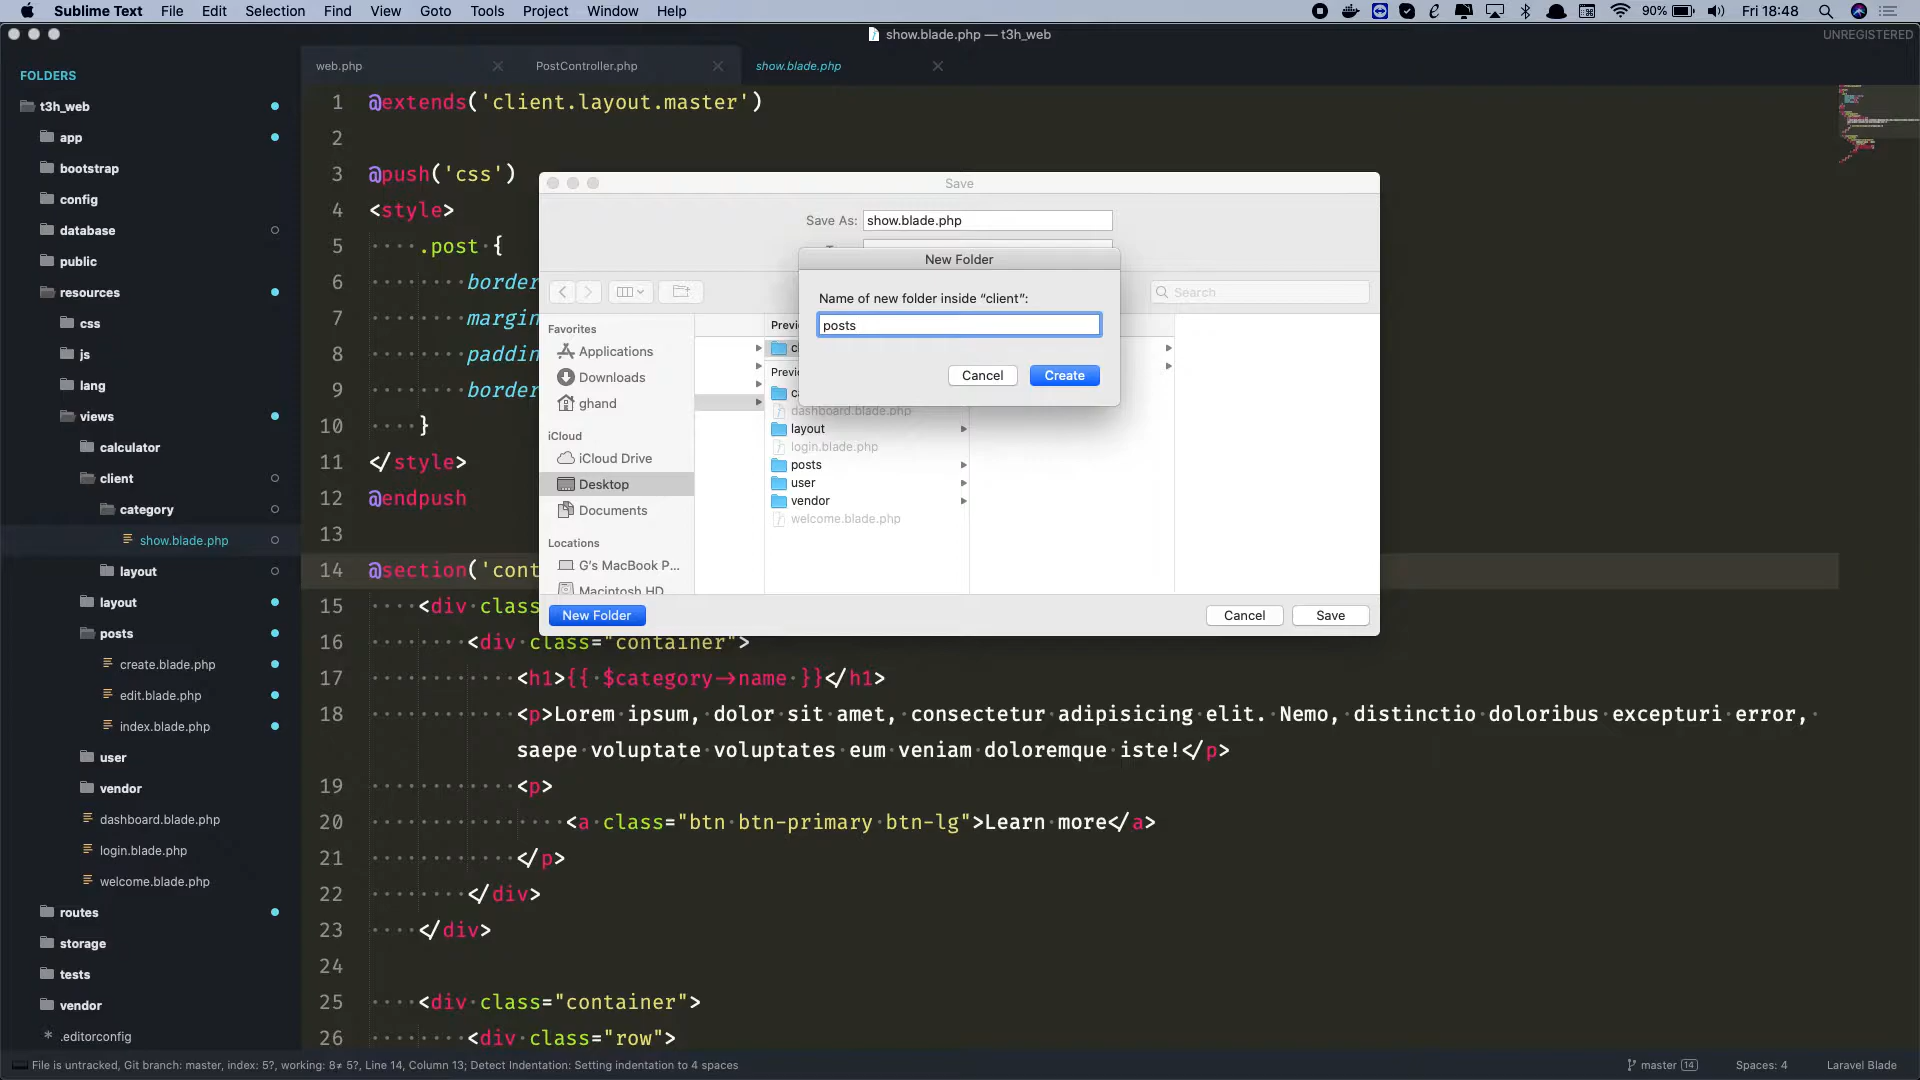 Sublime Text File Edit Selection Find View Goto Tools Project Window Help 90% Fri 18:48
show.blade.php — t3h_web UNREGISTERED
FOLDERS
t3h_web
app
bootstrap
config
database
public
resources
css
js
lang
views
calculator
client
category
show.blade.php
layout
layout
posts
create.blade.php
edit.blade.php
index.blade.php
user
vendor
dashboard.blade.php
login.blade.php
welcome.blade.php
routes
storage
tests
vendor
.editorconfig
web.php PostController.php show.blade.php
1 @extends('client.layout.master')
2
3 @push('css')
4 <style>
5 .post {
6 border
7 margin
8 paddin
9 border
10 }
11 </style>
12 @endpush
13
14 @section('cont
15 <div class
16 <div class="container">
17 <h1>{{ $category->name }}</h1>
18 <p>Lorem ipsum, dolor sit amet, consectetur adipisicing elit. Nemo, distinctio doloribus excepturi error,
saepe voluptate voluptates eum veniam doloremque iste!</p>
19 <p>
20 <a class="btn btn-primary btn-lg">Learn more</a>
21 </p>
22 </div>
23 </div>
24
25 <div class="container">
26 <div class="row">
Save
Save As: show.blade.php
Search
Favorites
Applications
Downloads
ghand
iCloud
iCloud Drive
Desktop
Documents
Locations
G's MacBook P...
Macintosh HD
Previ
c
Previ
ca
dashboard.blade.php
layout
login.blade.php
posts
user
vendor
welcome.blade.php
New Folder Cancel Save
New Folder
Name of new folder inside “client”:
posts
Cancel Create
File is untracked, Git branch: master, index: 5?, working: 8≠ 5?, Line 14, Column 13; Detect Indentation: Setting indentation to 4 spaces master 14 Spaces: 4 Laravel Blade